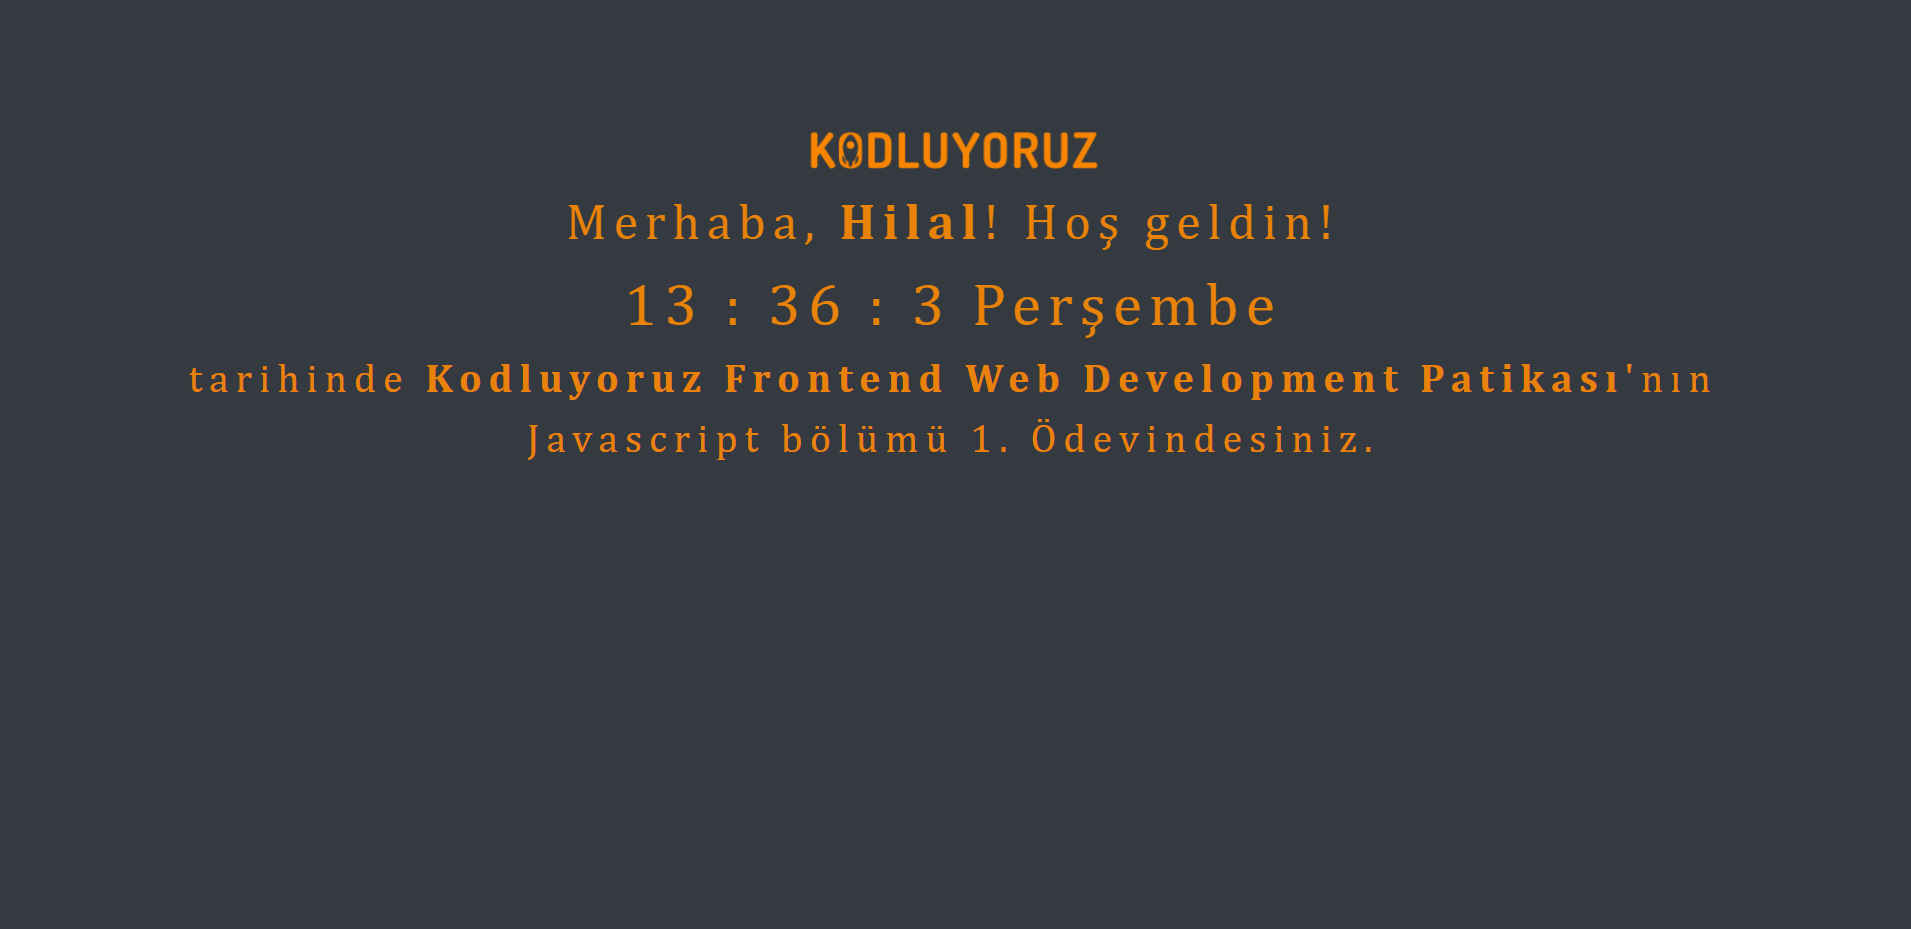 KODLUYORUZ
Merhaba, Hilal! Hoş geldin!
13 : 36 : 3 Perşembe
tarihinde Kodluyoruz Frontend Web Development Patikası'nın
Javascript bölümü 1. Ödevindesiniz.